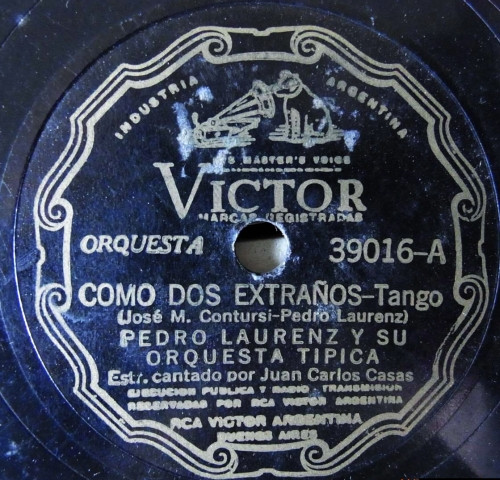 INDUSTRIA ARGENTINA
HIS MASTER'S VOICE
VICTOR
MARCAS REGISTRADAS
ORQUESTA 39016-A
COMO DOS EXTRAÑOS-Tango
(José M. Contursi-Pedro Laurenz)
PEDRO LAURENZ Y SU
ORQUESTA TIPICA
Estr. cantado por Juan Carlos Casas
EJECUCION PUBLICA Y RADIO-TRANSMISION
RESERVADAS POR RCA VICTOR ARGENTINA
RCA VICTOR ARGENTINA
BUENOS AIRES